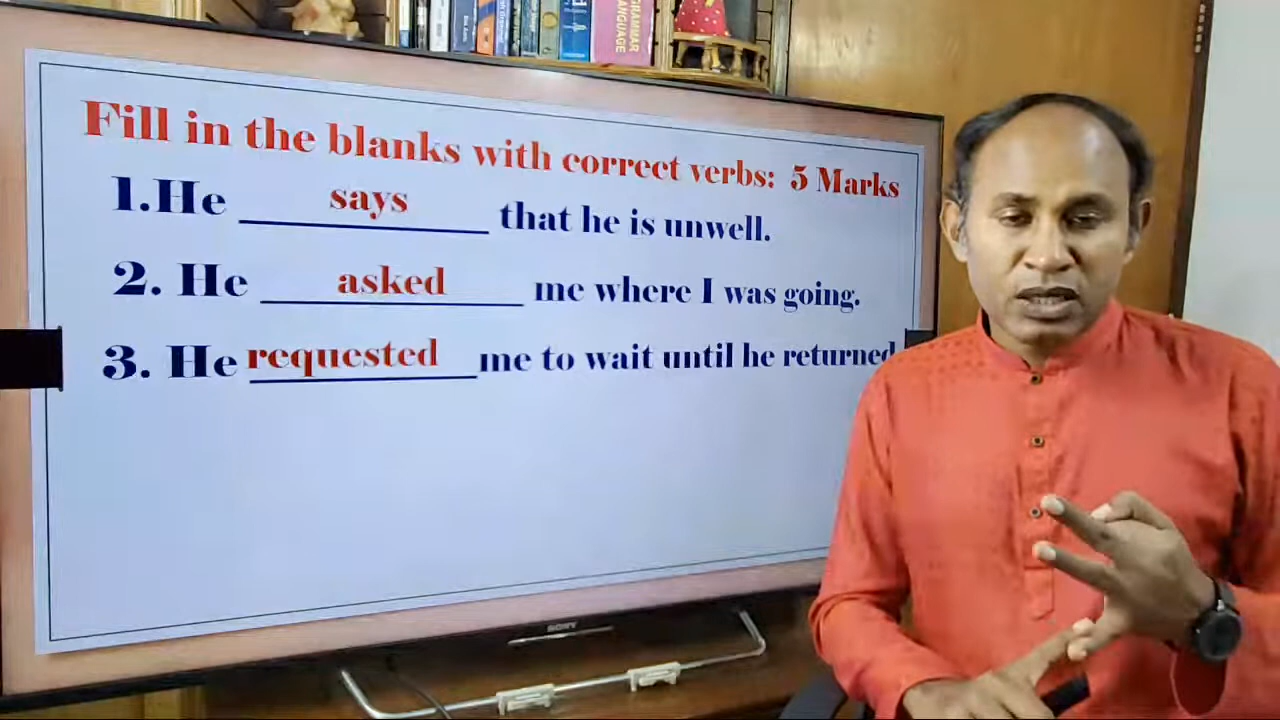 GRAMMAR
LANGUAGE
Fill in the blanks with correct verbs: 5 Marks
1.He says that he is unwell.
2. He asked me where I was going.
3. He requested me to wait until he returned
SONY